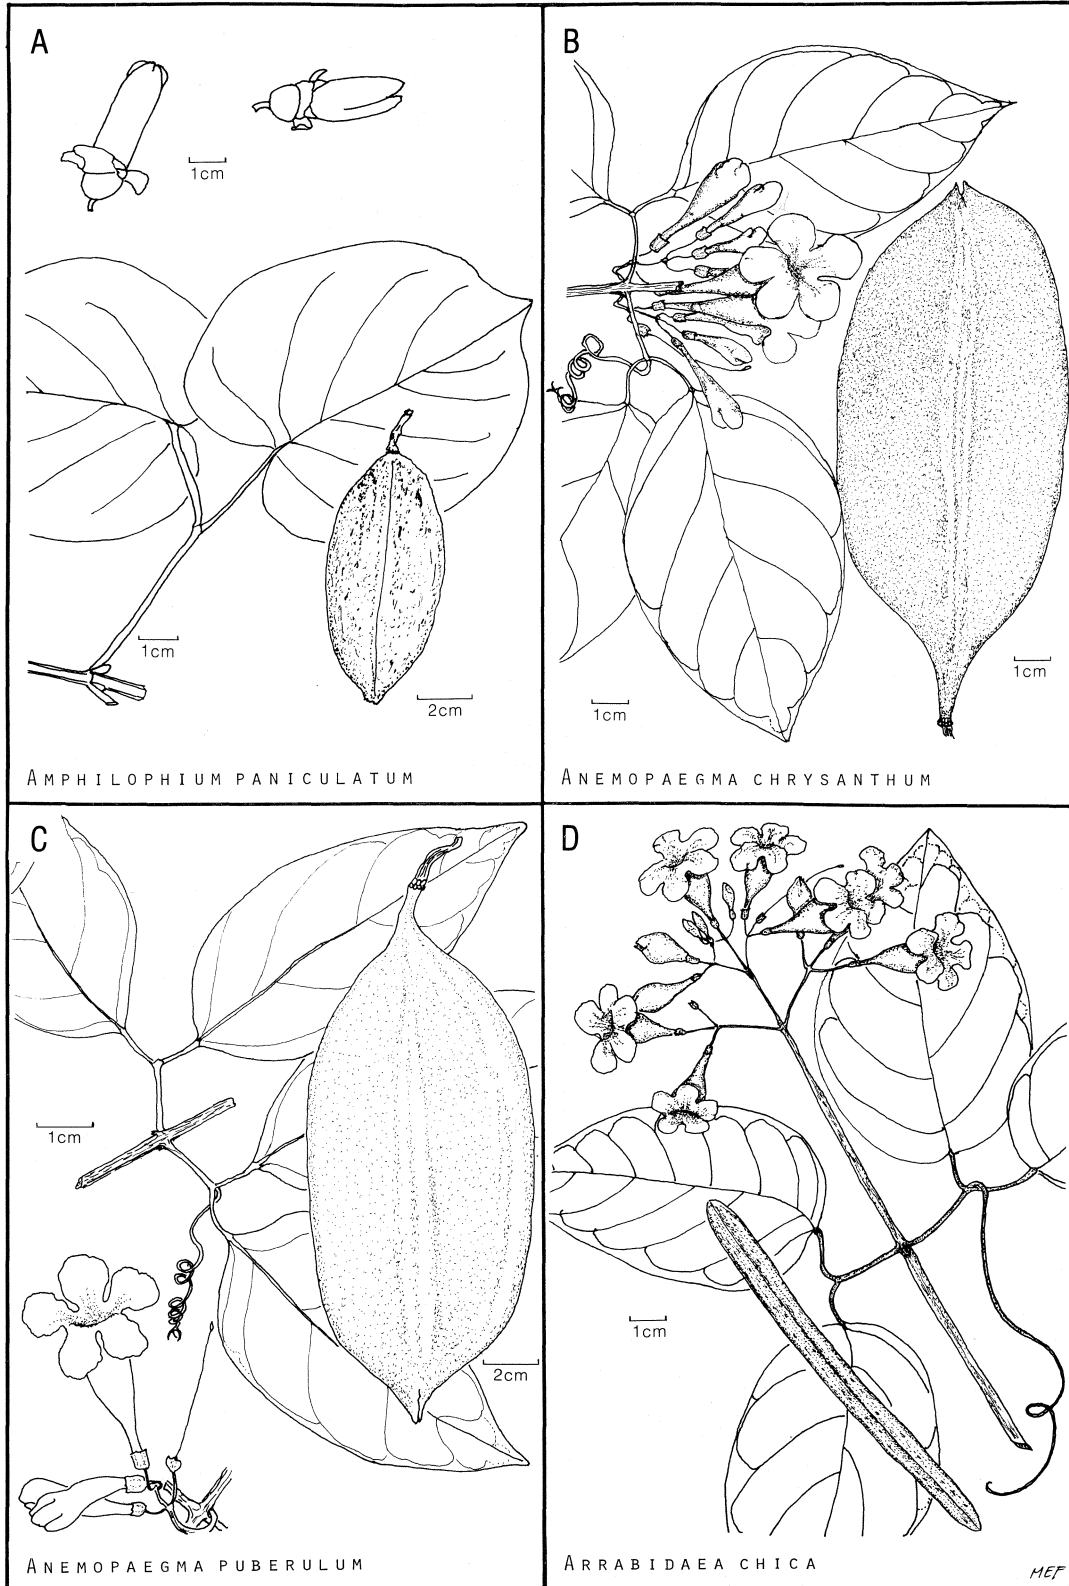 A
1cm
1cm
2cm
AMPHILOPHIUM PANICULATUM
B
1cm
1cm
ANEMOPAEGMA CHRYSANTHUM
C
1cm
2cm
ANEMOPAEGMA PUBERULUM
D
1cm
ARRABIDAEA CHICA
MEF